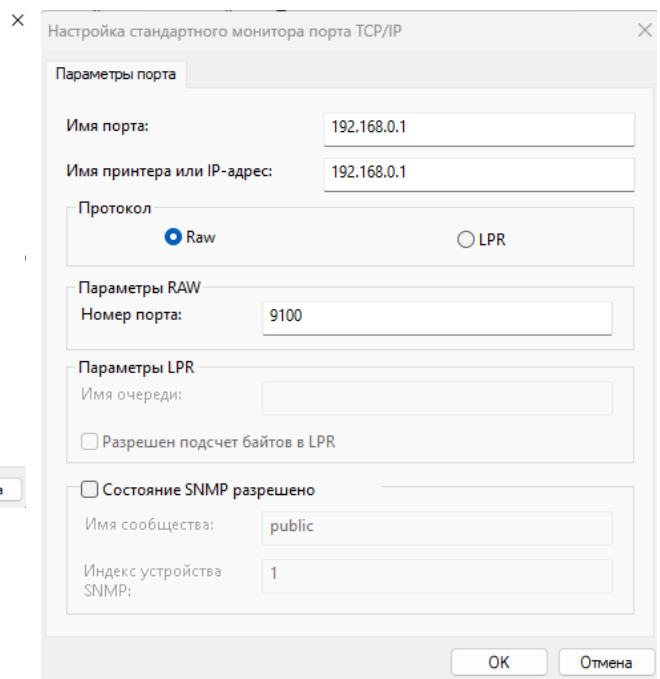 Настройка стандартного монитора порта TCP/IP
Параметры порта
Имя порта: 192.168.0.1
Имя принтера или IP-адрес: 192.168.0.1
Протокол
Raw LPR
Параметры RAW
Номер порта: 9100
Параметры LPR
Имя очереди:
Разрешен подсчет байтов в LPR
Состояние SNMP разрешено
Имя сообщества: public
Индекс устройства SNMP: 1
OK Отмена